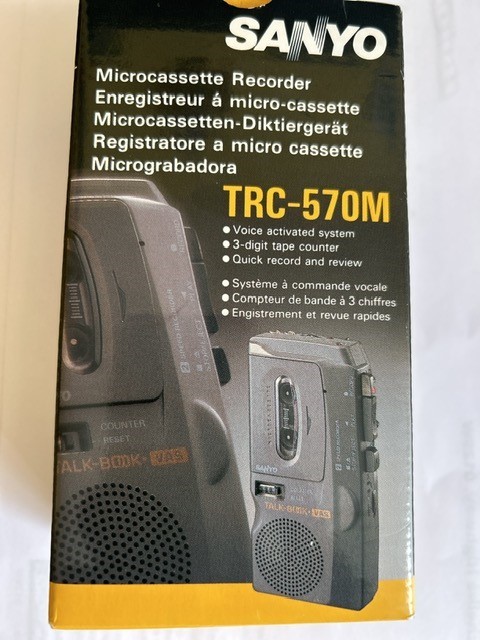 SANYO
Microcassette Recorder
Enregistreur á micro-cassette
Microcassetten-Diktiergerät
Registratore a micro cassette
Micrograbadora
TRC-570M
● Voice activated system
● 3-digit tape counter
● Quick record and review
● Système à commande vocale
● Compteur de bande à 3 chiffres
● Engistrement et revue rapides
COUNTER
RESET
TALK-BOOK·VAS
SANYO
TALK-BOOK·VAS